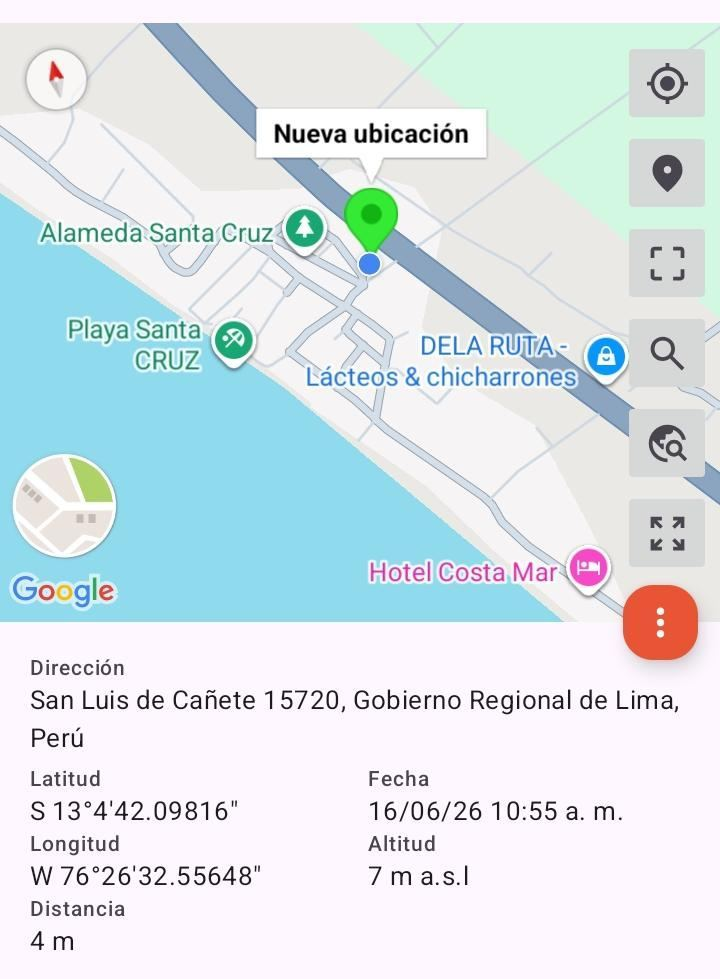 Nueva ubicación
Alameda Santa Cruz
Playa Santa
CRUZ
DELA RUTA -
Lácteos & chicharrones
Hotel Costa Mar
Google
Dirección
San Luis de Cañete 15720, Gobierno Regional de Lima,
Perú
Latitud
S 13°4'42.09816"
Fecha
16/06/26 10:55 a. m.
Longitud
W 76°26'32.55648"
Altitud
7 m a.s.l
Distancia
4 m